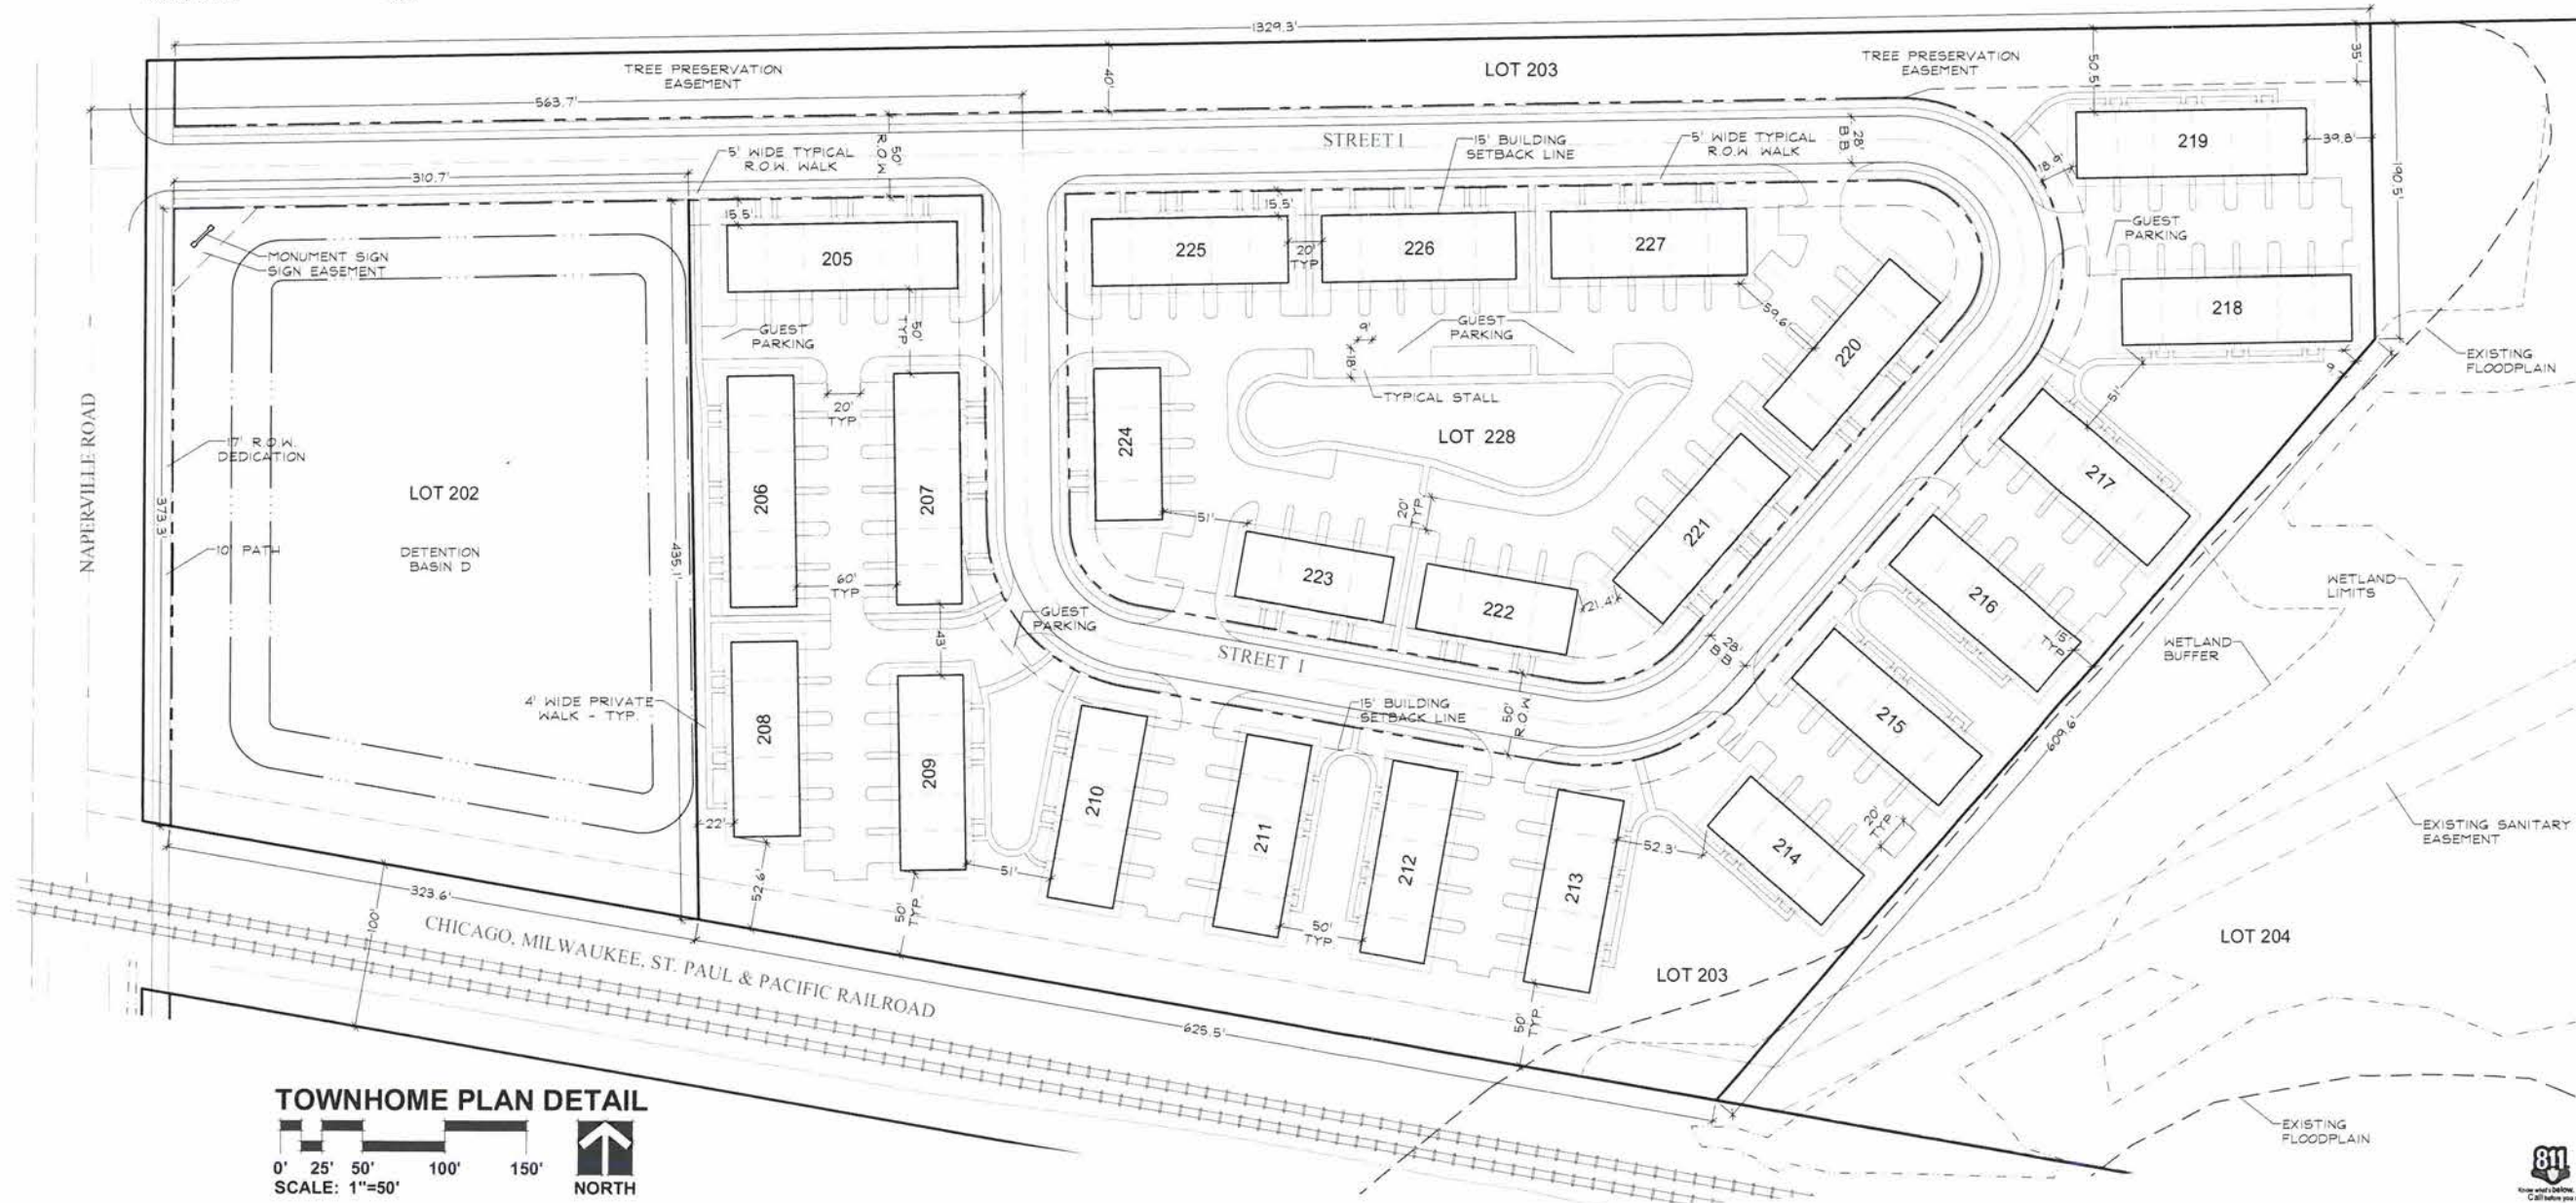 1329.3'
TREE PRESERVATION
EASEMENT
40'
LOT 203
TREE PRESERVATION
EASEMENT
50.5'
35'
563.7'
50'
R.O.W.
STREET I
15' BUILDING
SETBACK LINE
5' WIDE TYPICAL
R.O.W. WALK
28'
B B
219
39.8'
190.5'
18.9'
5' WIDE TYPICAL
R.O.W. WALK
310.7'
15.5'
15.5'
MONUMENT SIGN
SIGN EASEMENT
205
225
20'
TYP
226
227
GUEST
PARKING
218
59.6'
220
GUEST
PARKING
50'
TYP.
9'
18'
GUEST
PARKING
TYPICAL STALL
EXISTING
FLOODPLAIN
9.'
51'
NAPERVILLE ROAD
17' R.O.W.
DEDICATION
LOT 202
373.3'
10' PATH
DETENTION
BASIN D
435.1'
206
20'
TYP.
207
60'
TYP
224
LOT 228
51'
20'
TYP.
221
217
223
222
21.4'
216
15'
TYP
WETLAND
LIMITS
WETLAND
BUFFER
GUEST
PARKING
43'
STREET I
28'
B B
4' WIDE PRIVATE
WALK - TYP.
208
209
15' BUILDING
SETBACK LINE
50'
R.O.W
215
609.6'
210
211
212
213
52.3'
214
20'
TYP.
EXISTING SANITARY
EASEMENT
22'
52.6'
51'
50'
TYP.
50'
TYP.
LOT 203
LOT 204
323.6'
100'
CHICAGO, MILWAUKEE, ST. PAUL & PACIFIC RAILROAD
625.5'
50'
TYP.
TOWNHOME PLAN DETAIL
0' 25' 50' 100' 150'
SCALE: 1"=50'
NORTH
EXISTING
FLOODPLAIN
811
Know what's below.